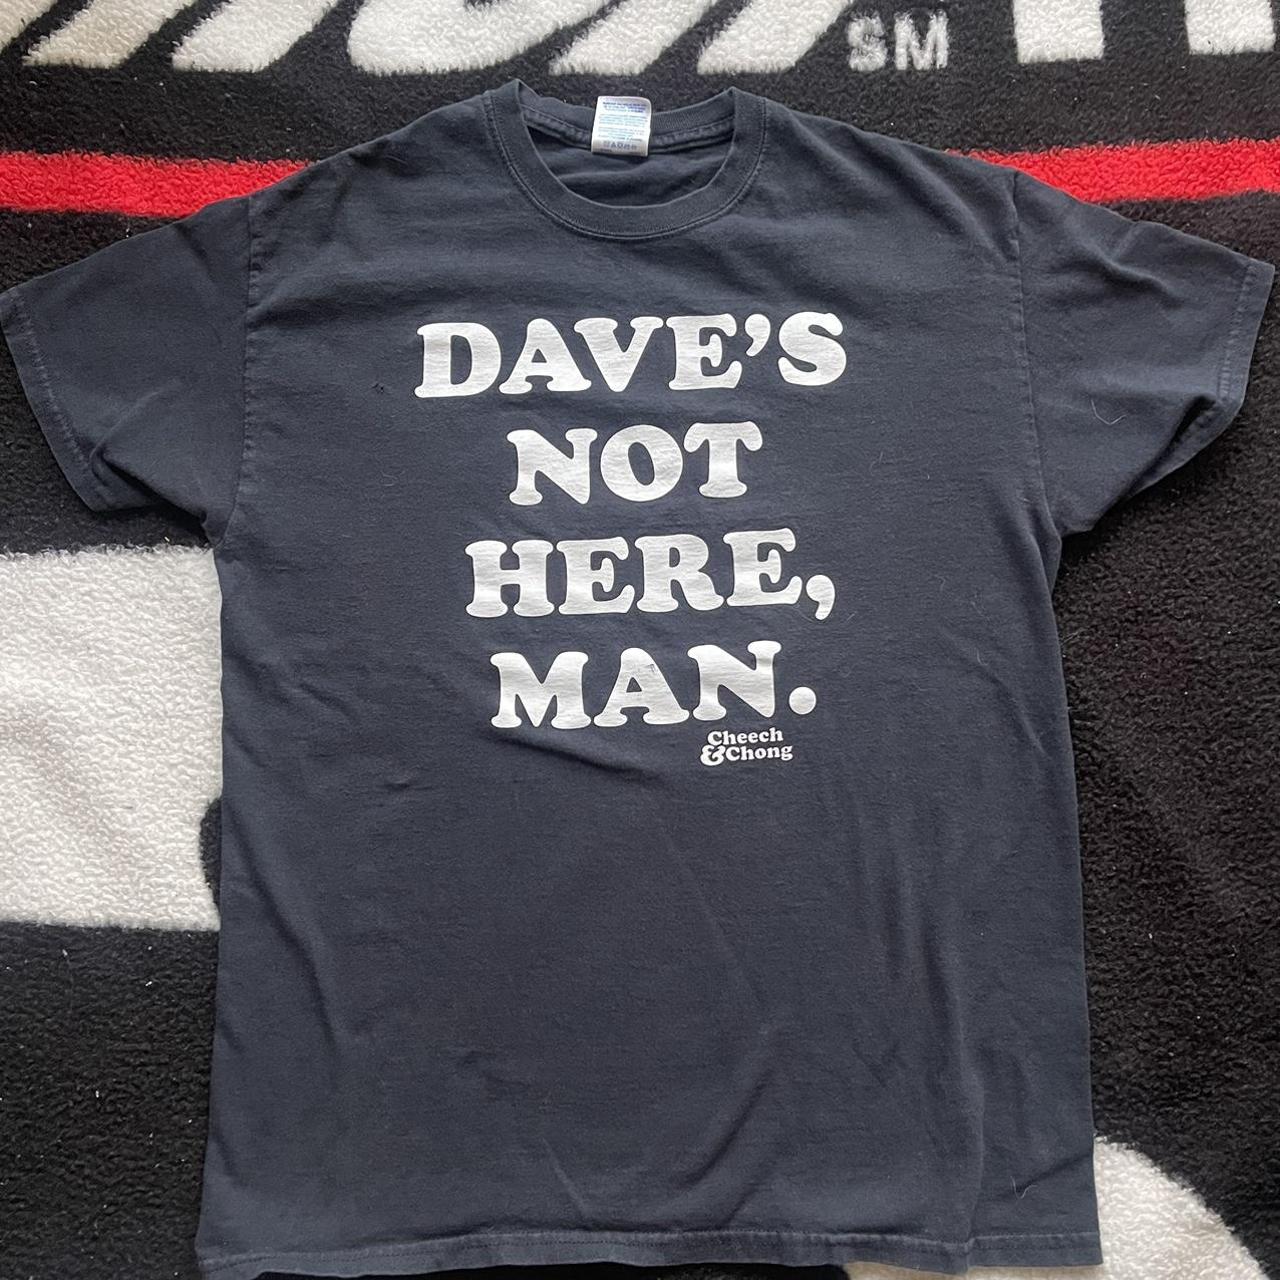 SM
DAVE'S
NOT
HERE,
MAN.
Cheech
&Chong